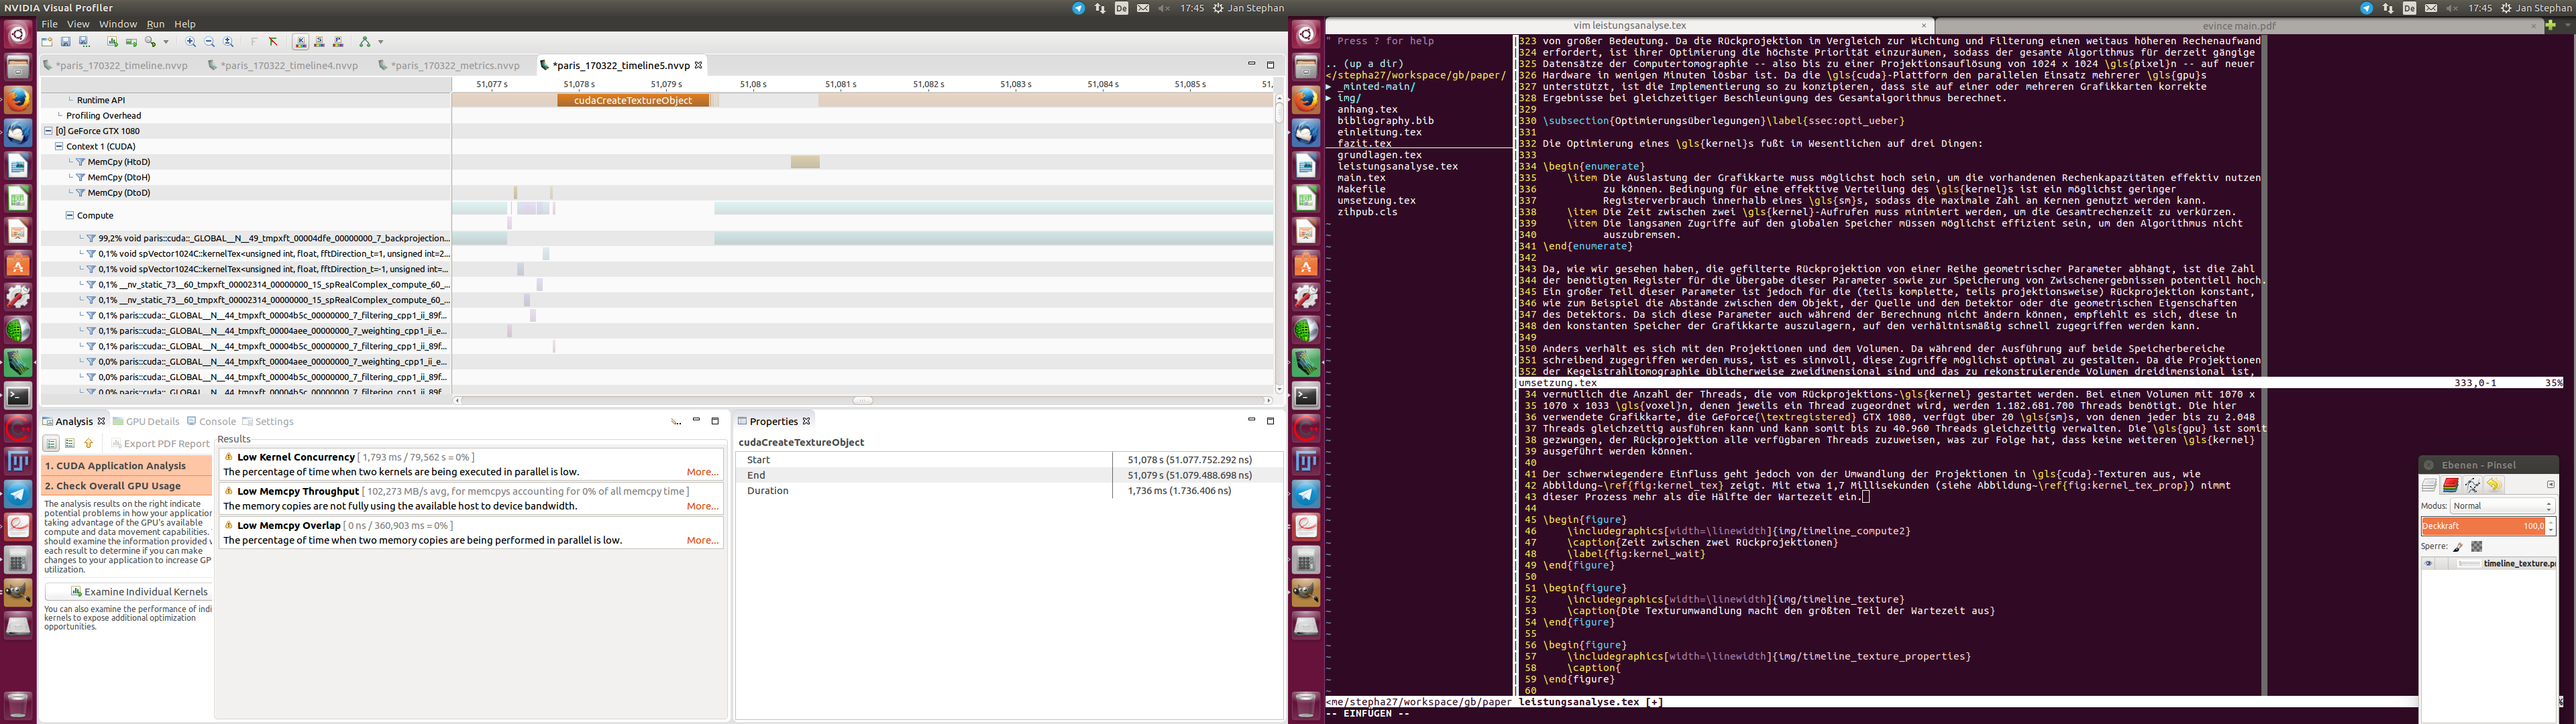 NVIDIA Visual Profiler
De
17:45
Jan Stephan
File View Window Run Help
*paris_170322_timeline.nvvp
*paris_170322_timeline4.nvvp
*paris_170322_metrics.nvvp
*paris_170322_timeline5.nvvp
51,077 s
51,078 s
51,079 s
51,08 s
51,081 s
51,082 s
51,083 s
51,084 s
51,085 s
51,
Runtime API
cudaCreateTextureObject
Profiling Overhead
[0] GeForce GTX 1080
Context 1 (CUDA)
MemCpy (HtoD)
MemCpy (DtoH)
MemCpy (DtoD)
Compute
99,2% void paris::cuda::_GLOBAL__N__49_tmpxft_00004dfe_00000000_7_backprojection...
0,1% void spVector1024C::kernelTex<unsigned int, float, fftDirection_t=1, unsigned int=2...
0,1% void spVector1024C::kernelTex<unsigned int, float, fftDirection_t=-1, unsigned int=...
0,1% __nv_static_73__60_tmpxft_00002314_00000000_15_spRealComplex_compute_60_...
0,1% __nv_static_73__60_tmpxft_00002314_00000000_15_spRealComplex_compute_60_...
0,1% paris::cuda::_GLOBAL__N__44_tmpxft_00004b5c_00000000_7_filtering_cpp1_ii_89f...
0,1% paris::cuda::_GLOBAL__N__44_tmpxft_00004aee_00000000_7_weighting_cpp1_ii_e...
0,1% paris::cuda::_GLOBAL__N__44_tmpxft_00004b5c_00000000_7_filtering_cpp1_ii_89f...
0,0% paris::cuda::_GLOBAL__N__44_tmpxft_00004aee_00000000_7_weighting_cpp1_ii_e...
0,0% paris::cuda::_GLOBAL__N__44_tmpxft_00004b5c_00000000_7_filtering_cpp1_ii_89f...
0,0% paris::cuda::_GLOBAL__N__44_tmpxft_00004b5c_00000000_7_filtering_cpp1_ii_89f...
Analysis
GPU Details
Console
Settings
Export PDF Report
1. CUDA Application Analysis
2. Check Overall GPU Usage
The analysis results on the right indicate
potential problems in how your application
taking advantage of the GPU's available
compute and data movement capabilities.
should examine the information provided
each result to determine if you can make
changes to your application to increase GP
utilization.
Examine Individual Kernels
You can also examine the performance of indi
kernels to expose additional optimization
opportunities.
Results
Low Kernel Concurrency [ 1,793 ms / 79,562 s = 0% ]
The percentage of time when two kernels are being executed in parallel is low.
More...
Low Memcpy Throughput [ 102,273 MB/s avg, for memcpys accounting for 0% of all memcpy time ]
The memory copies are not fully using the available host to device bandwidth.
More...
Low Memcpy Overlap [ 0 ns / 360,903 ms = 0% ]
The percentage of time when two memory copies are being performed in parallel is low.
More...
Properties
cudaCreateTextureObject
Start 51,078 s (51.077.752.292 ns)
End 51,079 s (51.079.488.698 ns)
Duration 1,736 ms (1.736.406 ns)
De
17:45
Jan Stephan
vim leistungsanalyse.tex
evince main.pdf
" Press ? for help
.. (up a dir)
</stepha27/workspace/gb/paper/
_minted-main/
img/
anhang.tex
bibliography.bib
einleitung.tex
fazit.tex
grundlagen.tex
leistungsanalyse.tex
main.tex
Makefile
umsetzung.tex
zihpub.cls
323 von großer Bedeutung. Da die Rückprojektion im Vergleich zur Wichtung und Filterung einen weitaus höheren Rechenaufwand
324 erfordert, ist ihrer Optimierung die höchste Priorität einzuräumen, sodass der gesamte Algorithmus für derzeit gängige
325 Datensätze der Computertomographie -- also bis zu einer Projektionsauflösung von 1024 x 1024 \gls{pixel}n -- auf neuer
326 Hardware in wenigen Minuten lösbar ist. Da die \gls{cuda}-Plattform den parallelen Einsatz mehrerer \gls{gpu}s
327 unterstützt, ist die Implementierung so zu konzipieren, dass sie auf einer oder mehreren Grafikkarten korrekte
328 Ergebnisse bei gleichzeitiger Beschleunigung des Gesamtalgorithmus berechnet.
329
330 \subsection{Optimierungsüberlegungen}\label{ssec:opti_ueber}
331
332 Die Optimierung eines \gls{kernel}s fußt im Wesentlichen auf drei Dingen:
333
334 \begin{enumerate}
335 \item Die Auslastung der Grafikkarte muss möglichst hoch sein, um die vorhandenen Rechenkapazitäten effektiv nutzen
336 zu können. Bedingung für eine effektive Verteilung des \gls{kernel}s ist ein möglichst geringer
337 Registerverbrauch innerhalb eines \gls{sm}s, sodass die maximale Zahl an Kernen genutzt werden kann.
338 \item Die Zeit zwischen zwei \gls{kernel}-Aufrufen muss minimiert werden, um die Gesamtrechenzeit zu verkürzen.
339 \item Die langsamen Zugriffe auf den globalen Speicher müssen möglichst effizient sein, um den Algorithmus nicht
340 auszubremsen.
341 \end{enumerate}
342
343 Da, wie wir gesehen haben, die gefilterte Rückprojektion von einer Reihe geometrischer Parameter abhängt, ist die Zahl
344 der benötigten Register für die Übergabe dieser Parameter sowie zur Speicherung von Zwischenergebnissen potentiell hoch.
345 Ein großer Teil dieser Parameter ist jedoch für die (teils komplette, teils projektionsweise) Rückprojektion konstant,
346 wie zum Beispiel die Abstände zwischen dem Objekt, der Quelle und dem Detektor oder die geometrischen Eigenschaften
347 des Detektors. Da sich diese Parameter auch während der Berechnung nicht ändern können, empfiehlt es sich, diese in
348 den konstanten Speicher der Grafikkarte auszulagern, auf den verhältnismäßig schnell zugegriffen werden kann.
349
350 Anders verhält es sich mit den Projektionen und dem Volumen. Da während der Ausführung auf beide Speicherbereiche
351 schreibend zugegriffen werden muss, ist es sinnvoll, diese Zugriffe möglichst optimal zu gestalten. Da die Projektionen
352 der Kegelstrahltomographie üblicherweise zweidimensional sind und das zu rekonstruierende Volumen dreidimensional ist,
umsetzung.tex 333,0-1 35%
34 vermutlich die Anzahl der Threads, die vom Rückprojektions-\gls{kernel} gestartet werden. Bei einem Volumen mit 1070 x
35 1070 x 1033 \gls{voxel}n, denen jeweils ein Thread zugeordnet wird, werden 1.182.681.700 Threads benötigt. Die hier
36 verwendete Grafikkarte, die GeForce{\textregistered} GTX 1080, verfügt über 20 \gls{sm}s, von denen jeder bis zu 2.048
37 Threads gleichzeitig ausführen kann und kann somit bis zu 40.960 Threads gleichzeitig verwalten. Die \gls{gpu} ist somit
38 gezwungen, der Rückprojektion alle verfügbaren Threads zuzuweisen, was zur Folge hat, dass keine weiteren \gls{kernel}
39 ausgeführt werden können.
40
41 Der schwerwiegendere Einfluss geht jedoch von der Umwandlung der Projektionen in \gls{cuda}-Texturen aus, wie
42 Abbildung~\ref{fig:kernel_tex} zeigt. Mit etwa 1,7 Millisekunden (siehe Abbildung~\ref{fig:kernel_tex_prop}) nimmt
43 dieser Prozess mehr als die Hälfte der Wartezeit ein.
44
45 \begin{figure}
46 \includegraphics[width=\linewidth]{img/timeline_compute2}
47 \caption{Zeit zwischen zwei Rückprojektionen}
48 \label{fig:kernel_wait}
49 \end{figure}
50
51 \begin{figure}
52 \includegraphics[width=\linewidth]{img/timeline_texture}
53 \caption{Die Texturumwandlung macht den größten Teil der Wartezeit aus}
54 \end{figure}
55
56 \begin{figure}
57 \includegraphics[width=\linewidth]{img/timeline_texture_properties}
58 \caption{
59 \end{figure}
60
<me/stepha27/workspace/gb/paper leistungsanalyse.tex [+]
-- EINFÜGEN --
Ebenen - Pinsel
Modus: Normal
Deckkraft 100,0
Sperre:
timeline_texture.p